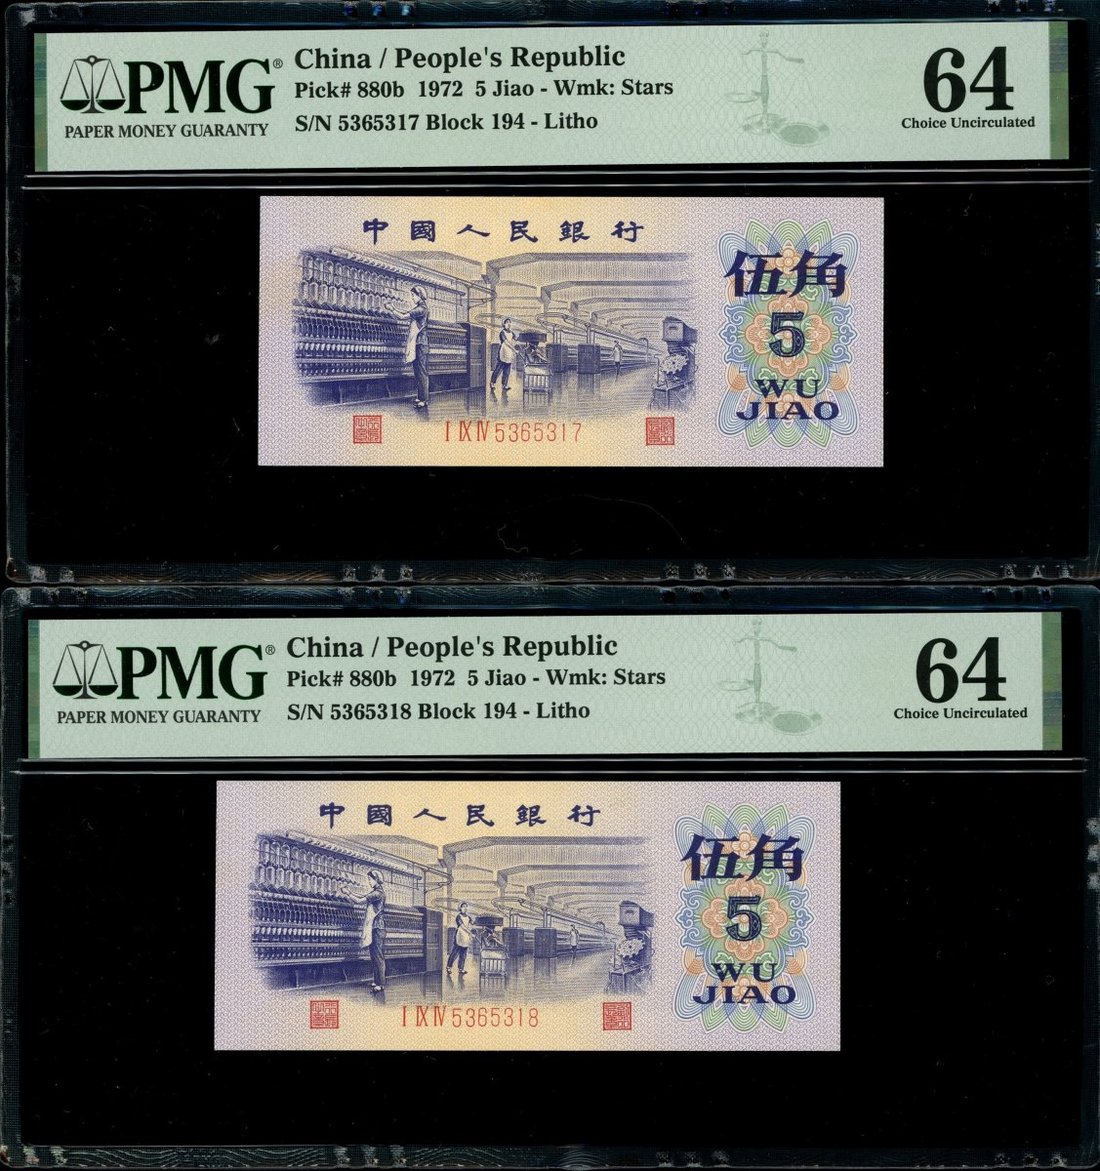 PMG®
PAPER MONEY GUARANTY
China / People's Republic
Pick# 880b 1972 5 Jiao - Wmk: Stars
S/N 5365317 Block 194 - Litho
64
Choice Uncirculated
中國人民銀行
伍角
5
WU
JIAO
I IX IV 5365317
PMG®
PAPER MONEY GUARANTY
China / People's Republic
Pick# 880b 1972 5 Jiao - Wmk: Stars
S/N 5365318 Block 194 - Litho
64
Choice Uncirculated
中國人民銀行
伍角
5
WU
JIAO
I IX IV 5365318